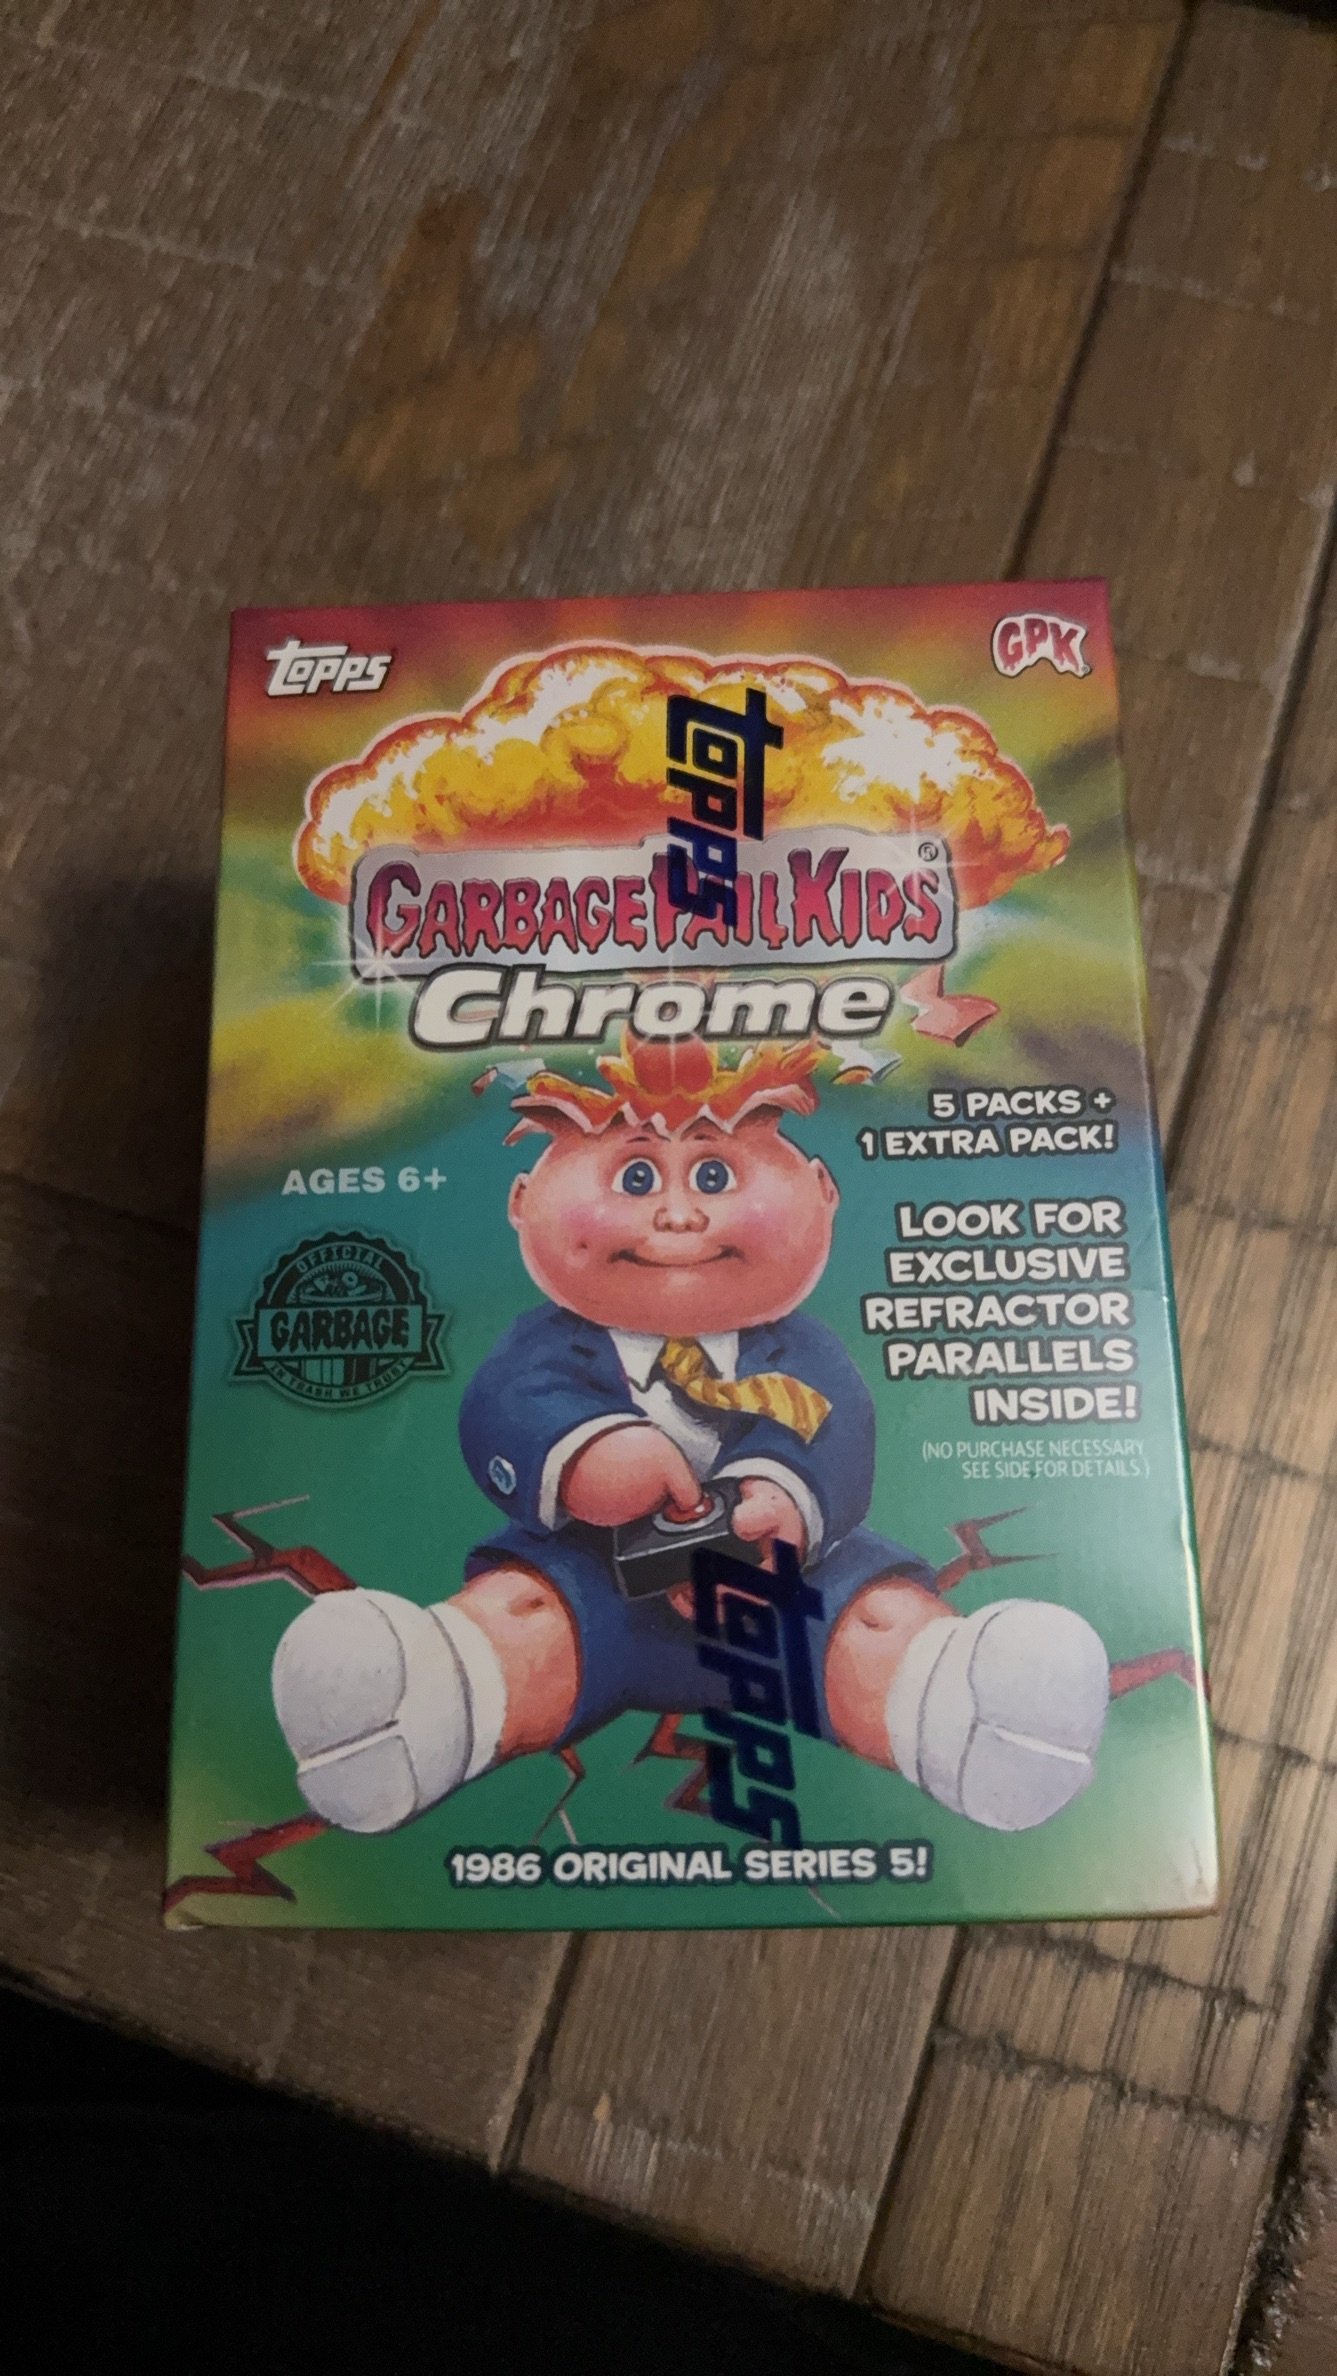 Topps
GPK
Topps
GARBAGE PAIL KIDS®
Chrome
5 PACKS +
1 EXTRA PACK!
AGES 6+
LOOK FOR
EXCLUSIVE
REFRACTOR
PARALLELS
INSIDE!
(NO PURCHASE NECESSARY
SEE SIDE FOR DETAILS.)
OFFICIAL
GARBAGE
IN TRASH WE TRUST
Topps
1986 ORIGINAL SERIES 5!